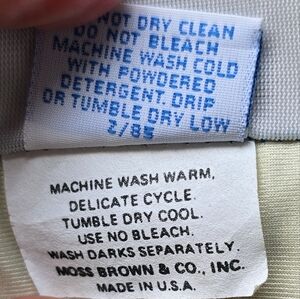 DO NOT DRY CLEAN
DO NOT BLEACH
MACHINE WASH COLD
WITH POWDERED
DETERGENT. DRIP
OR TUMBLE DRY LOW
2/85
MACHINE WASH WARM,
DELICATE CYCLE.
TUMBLE DRY COOL.
USE NO BLEACH.
WASH DARKS SEPARATELY.
MOSS BROWN & CO., INC.
MADE IN U.S.A.